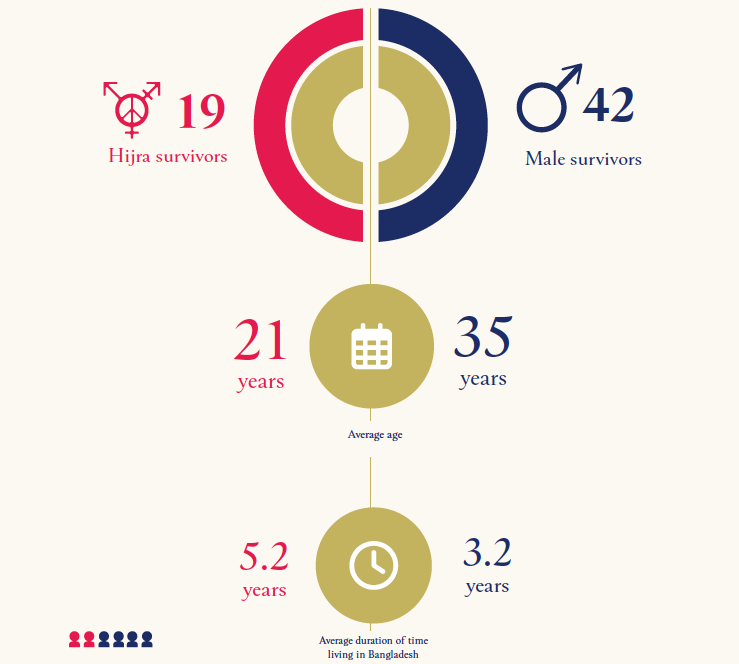 19
Hijra survivors
42
Male survivors
21
years
35
years
Average age
5.2
years
3.2
years
Average duration of time
living in Bangladesh